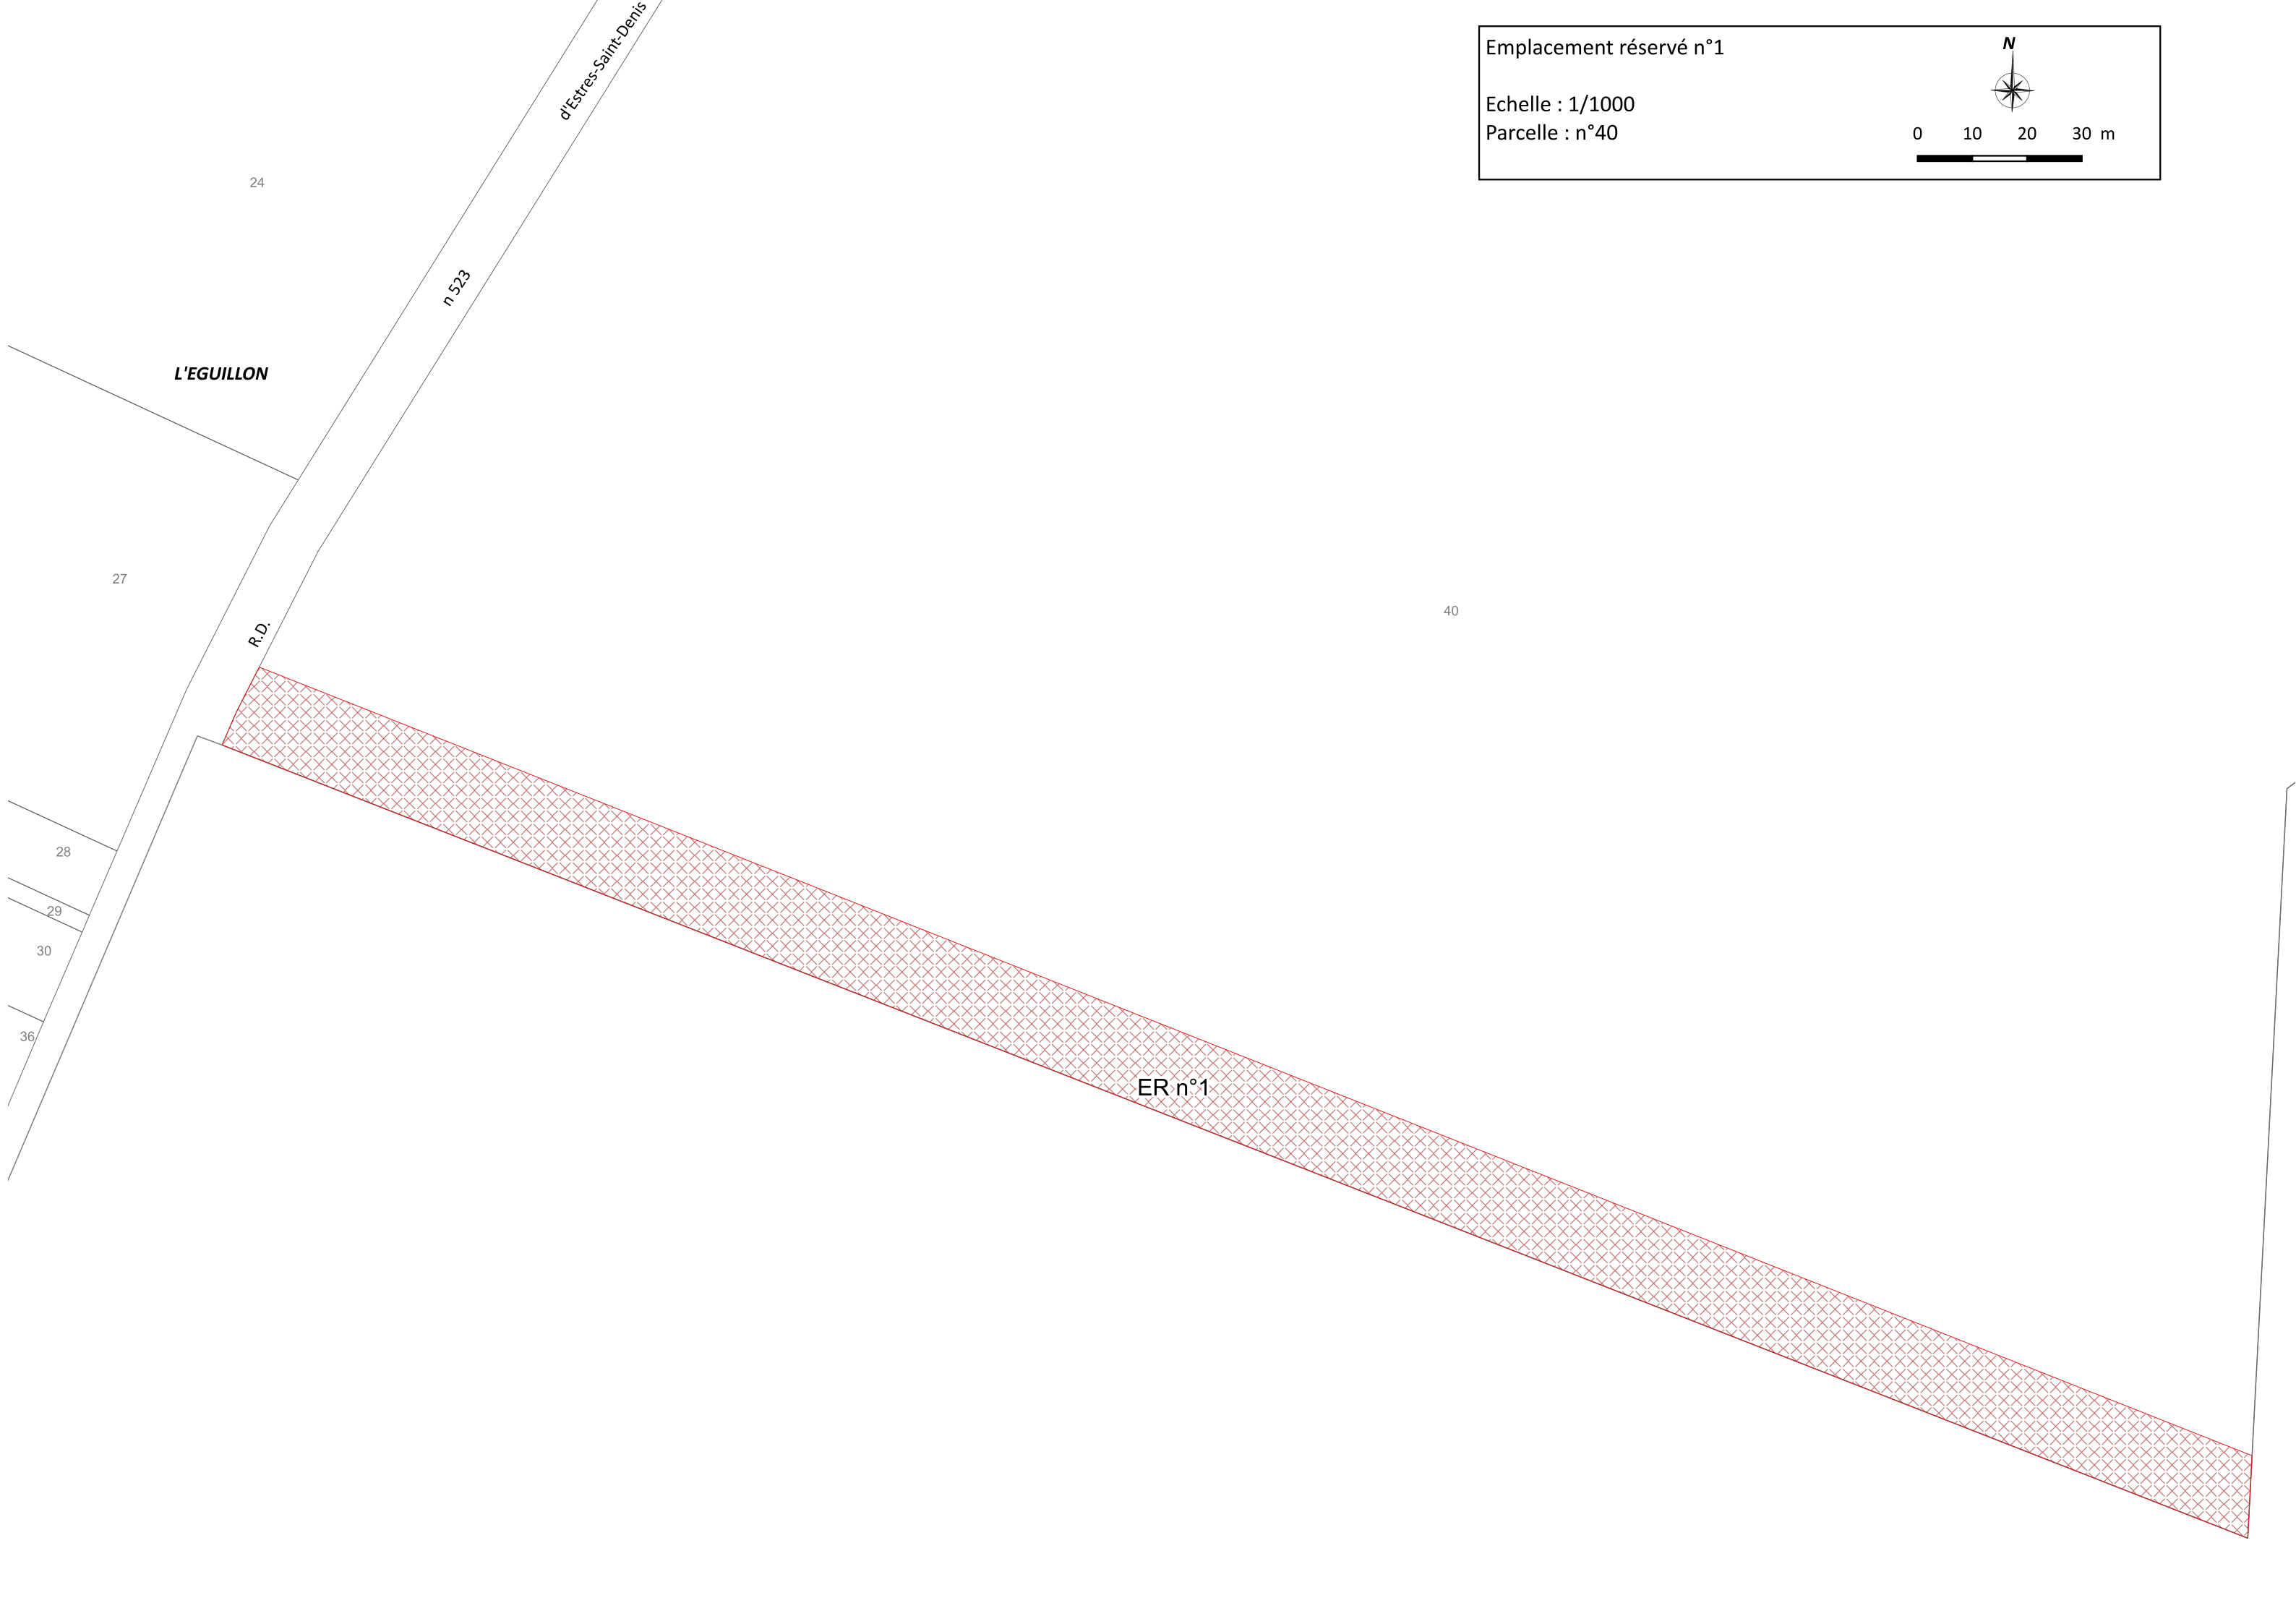 Emplacement réservé n°1
N
Echelle : 1/1000
Parcelle : n°40
0 10 20 30 m
d'Estres-Saint-Denis
24
n 523
L'EGUILLON
27
40
R.D.
28
29
30
36
ER n°1